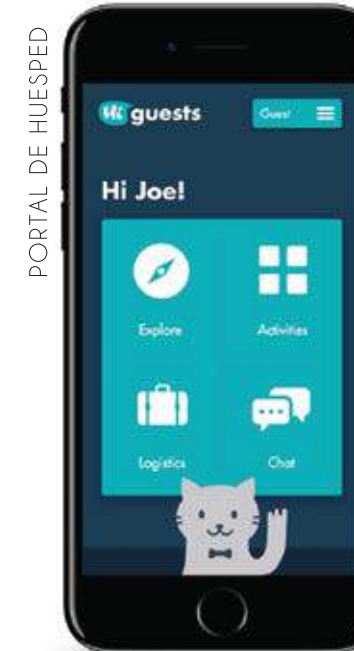 PORTAL DE HUESPED
Hi guests
Guest
Hi Joe!
Explore
Activities
Logistics
Chat